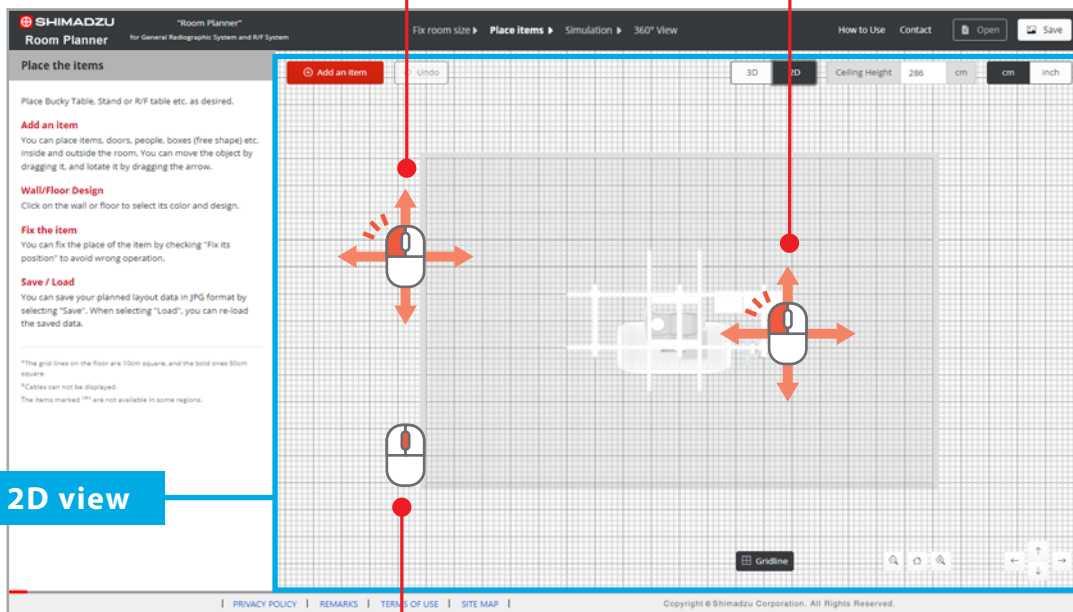 SHIMADZU
Room Planner
"Room Planner"
for General Radiographic System and R/F System
Fix room size
Place items
Simulation
360° View
How to Use
Contact
Open
Save
Place the items
Add an item
Undo
3D
2D
Ceiling Height
286
cm
cm
inch
Place Bucky Table, Stand or R/F table etc. as desired.
Add an item
You can place items, doors, people, boxes (free shape) etc.
inside and outside the room. You can move the object by
dragging it, and lotate it by dragging the arrow.
Wall/Floor Design
Click on the wall or floor to select its color and design.
Fix the item
You can fix the place of the item by checking "Fix its
position" to avoid wrong operation.
Save / Load
You can save your planned layout data in JPG format by
selecting "Save". When selecting "Load", you can re-load
the saved data.
*The grid lines on the floor are 10cm square, and the bold ones 50cm
square.
*Cables can not be displayed.
The items marked are not available in some regions.
2D view
Gridline
PRIVACY POLICY | REMARKS | TERMS OF USE | SITE MAP |
Copyright © Shimadzu Corporation. All Rights Reserved.